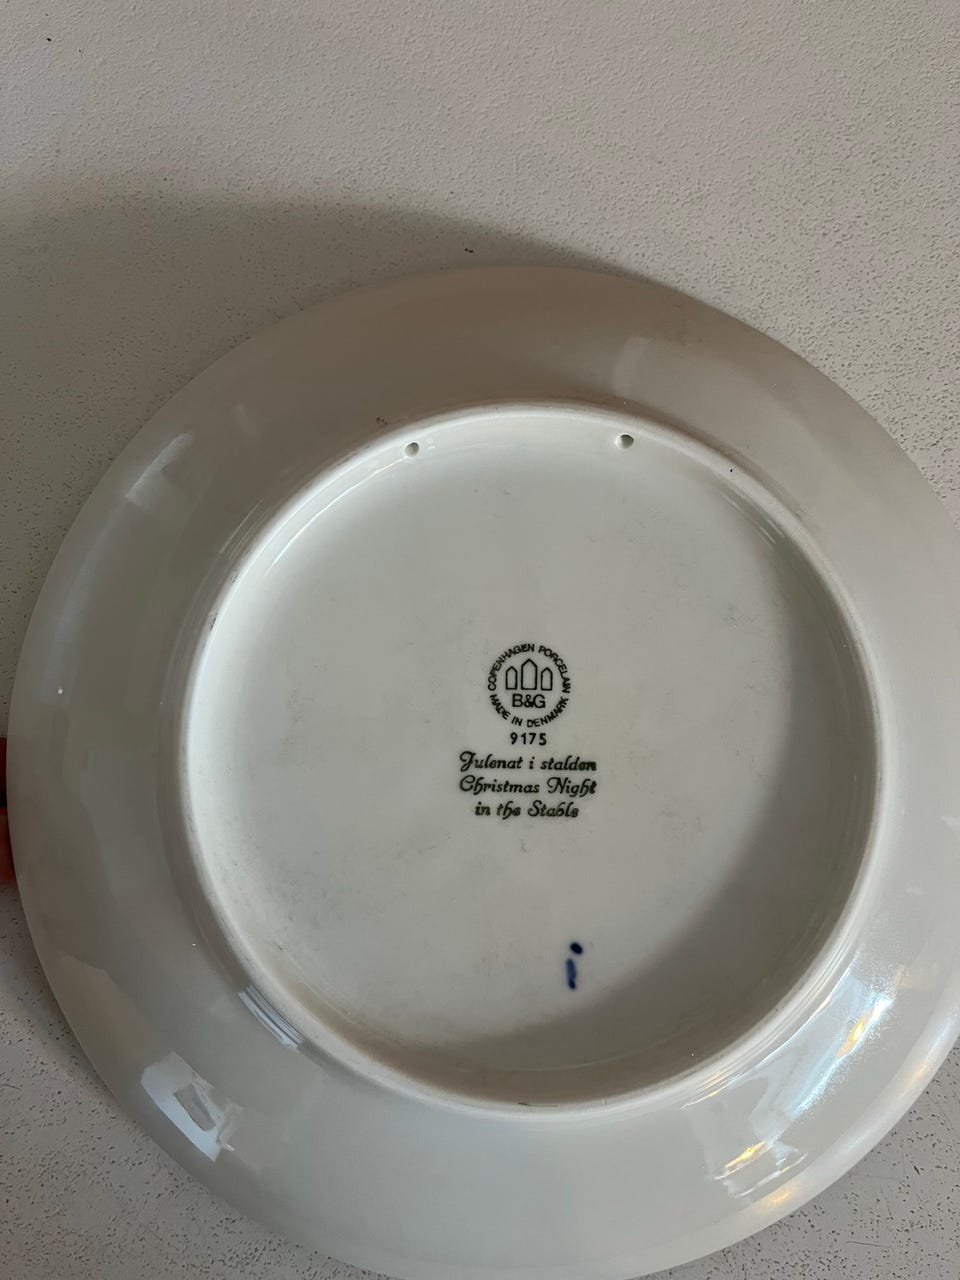 COPENHAGEN PORCELAIN
B&G
MADE IN DENMARK
9175
Julenat i stalden
Christmas Night
in the Stable
i